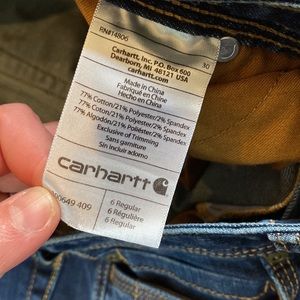 RN#14806
Carhartt, Inc. P.O. Box 600
Dearborn, MI 48121 USA
carhartt.com
30
Made in China
Fabriqué en Chine
Hecho en China
77% Cotton/21% Polyester/2% Spandex
77% Coton/21% Polyester/2% Spandex
77% Algodón/21% Poliéster/2% Spandex
Exclusive of Trimming
Sans garniture
Sin Incluir adorno
carhartt
409
6 Regular
6 Régulière
6 Regular